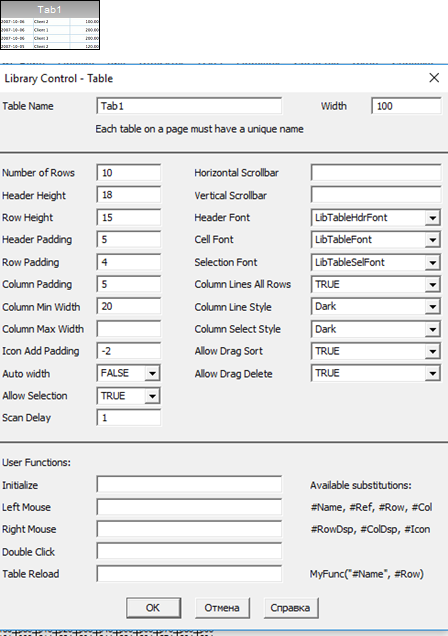 Tab1
2007-10-06 Client 2 100.00
2007-10-06 Client 1 200.00
2007-10-06 Client 3 200.00
2007-10-05 Client 2 120.00
Library Control - Table
Table Name Tab1 Width 100
Each table on a page must have a unique name
Number of Rows 10 Horizontal Scrollbar
Header Height 18 Vertical Scrollbar
Row Height 15 Header Font LibTableHdrFont
Header Padding 5 Cell Font LibTableFont
Row Padding 4 Selection Font LibTableSelFont
Column Padding 5 Column Lines All Rows TRUE
Column Min Width 20 Column Line Style Dark
Column Max Width Column Select Style Dark
Icon Add Padding -2 Allow Drag Sort TRUE
Auto width FALSE Allow Drag Delete TRUE
Allow Selection TRUE
Scan Delay 1
User Functions:
Initialize Available substitutions:
Left Mouse #Name, #Ref, #Row, #Col
Right Mouse #RowDsp, #ColDsp, #Icon
Double Click
Table Reload MyFunc("#Name", #Row)
OK Отмена Справка